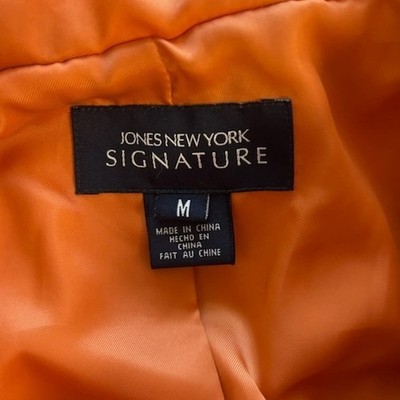 JONES NEW YORK
SIGNATURE
M
MADE IN CHINA
HECHO EN
CHINA
FAIT AU CHINE